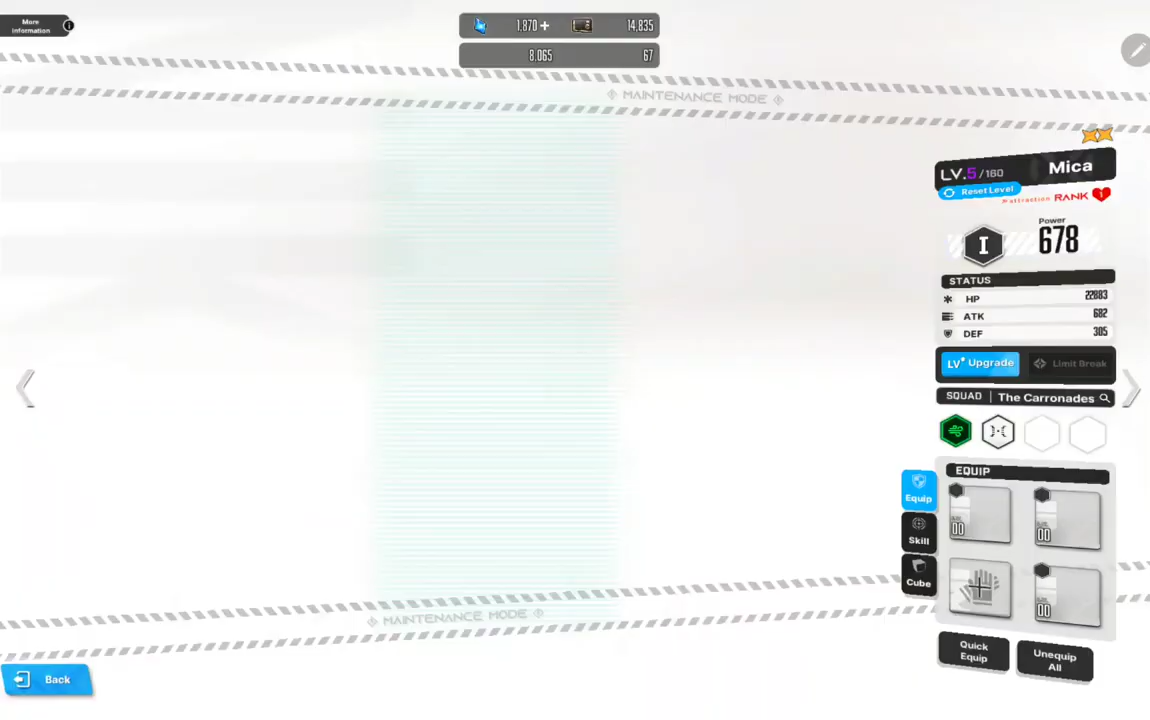 More
Information
1,870 + 14,835
8,065 67
MAINTENANCE MODE
LV.5/160 Mica
Reset Level
Attraction RANK 1
Power
I 678
STATUS
HP 22883
ATK 682
DEF 305
LV Upgrade Limit Break
SQUAD | The Carronades
EQUIP
Equip
00 00
Skill
Cube
00
MAINTENANCE MODE
Quick
Equip
Unequip
All
Back